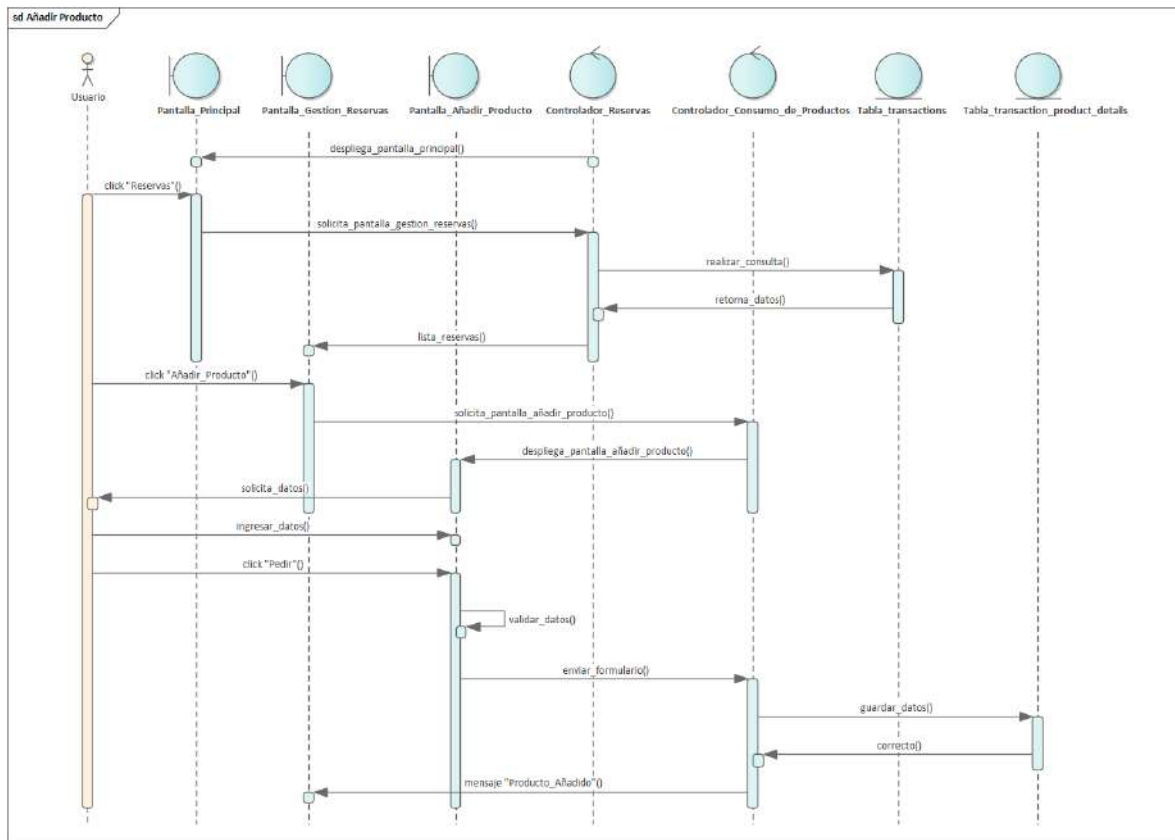 sd Añadir Producto
Usuario
Pantalla_Principal
Pantalla_Gestion_Reservas
Pantalla_Añadir_Producto
Controlador_Reservas
Controlador_Consumo_de_Productos
Tabla_transactions
Tabla_transaction_product_details
despliega_pantalla_principal()
click "Reservas"()
solicita_pantalla_gestion_reservas()
realizar_consulta()
retorna_datos()
lista_reservas()
click "Añadir_Producto"()
solicita_pantalla_añadir_producto()
despliega_pantalla_añadir_producto()
solicita_datos()
ingresar_datos()
click "Pedir"()
validar_datos()
enviar_formulario()
guardar_datos()
correcto()
mensaje "Producto_Añadido"()